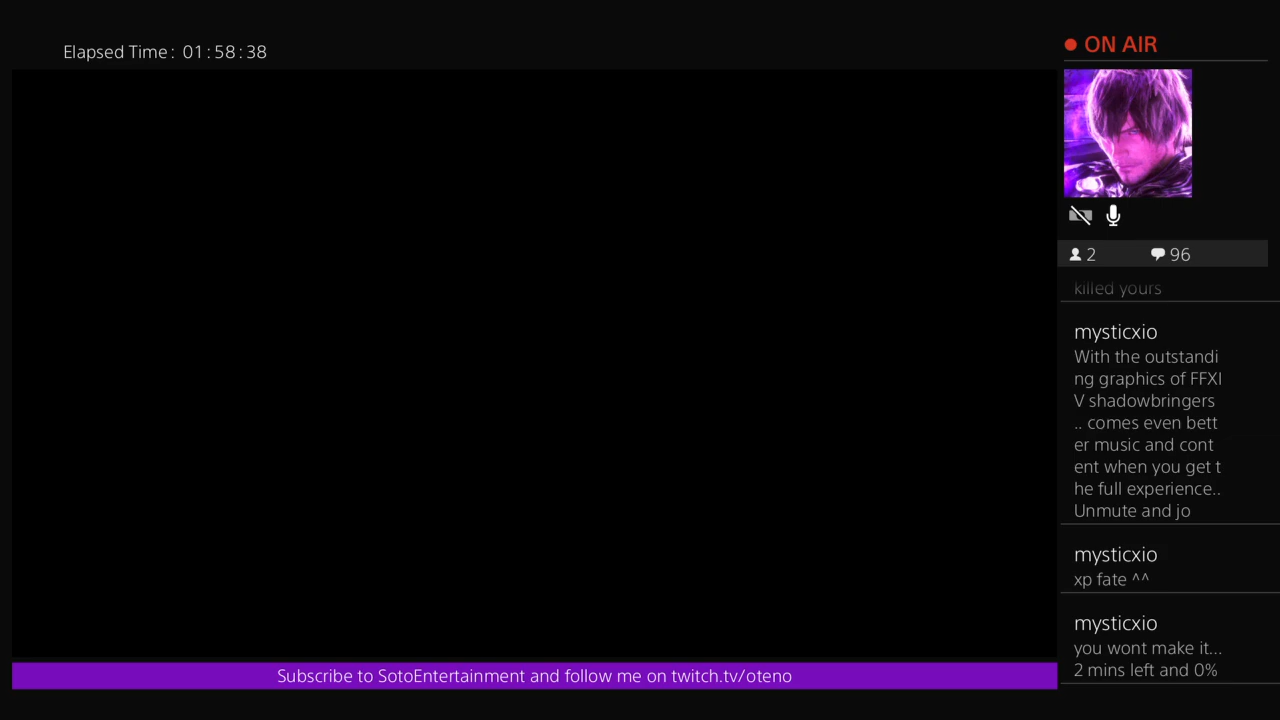 Elapsed Time: 01:58:38
ON AIR
2 96
killed yours
mysticxio
With the outstandi
ng graphics of FFXI
V shadowbringers
.. comes even bett
er music and cont
ent when you get t
he full experience..
Unmute and jo
mysticxio
xp fate ^^
mysticxio
you wont make it...
2 mins left and 0%
Subscribe to SotoEntertainment and follow me on twitch.tv/oteno